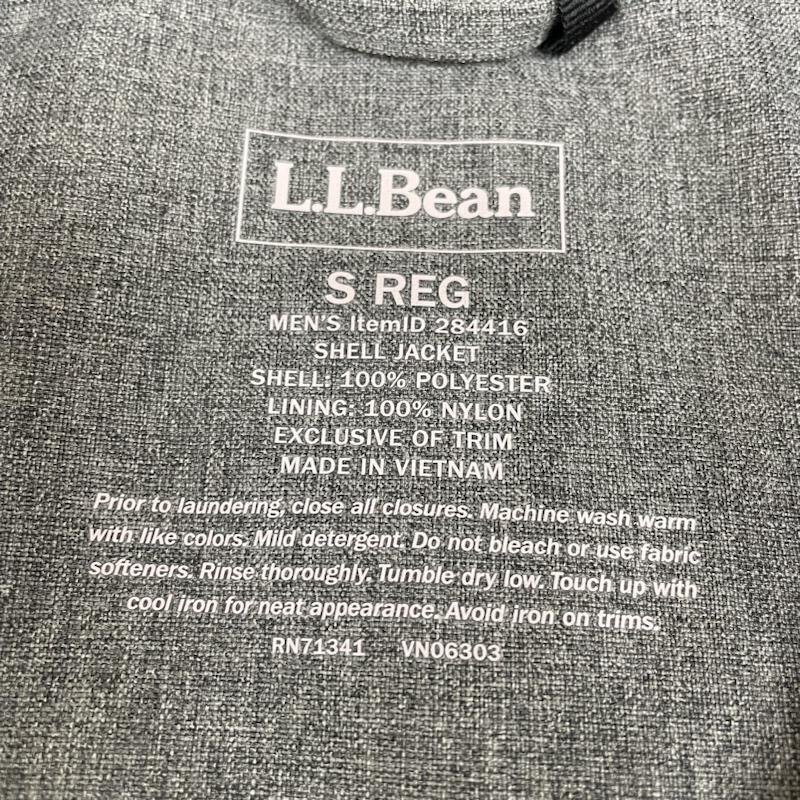 L.L.Bean
S REG
MEN'S ItemID 284416
SHELL JACKET
SHELL: 100% POLYESTER
LINING: 100% NYLON
EXCLUSIVE OF TRIM
MADE IN VIETNAM
Prior to laundering, close all closures. Machine wash warm
with like colors. Mild detergent. Do not bleach or use fabric
softeners. Rinse thoroughly. Tumble dry low. Touch up with
cool iron for neat appearance. Avoid iron on trims.
RN71341 VN06303